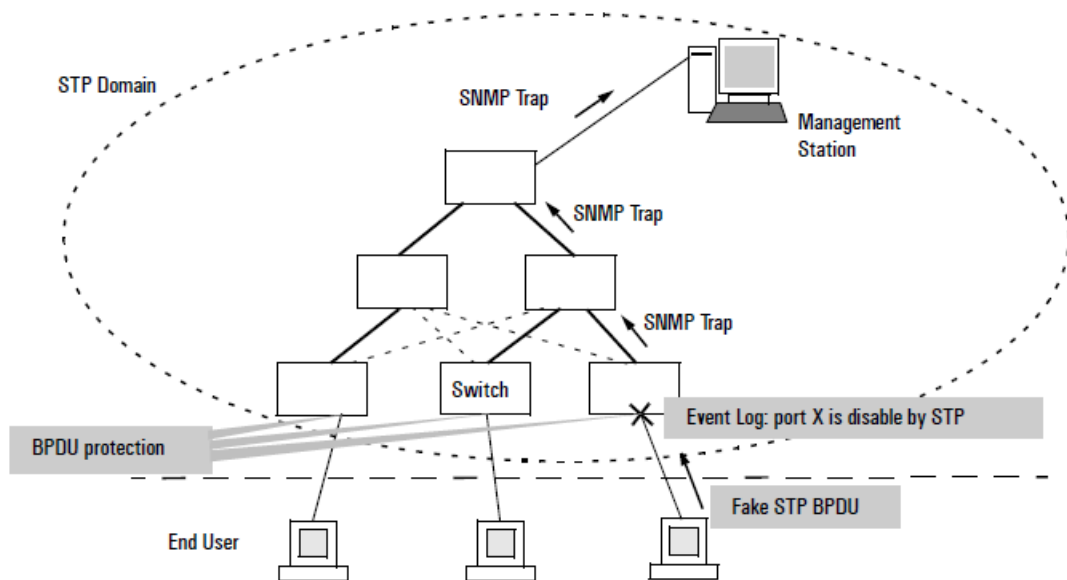 STP Domain
SNMP Trap
Management
Station
SNMP Trap
SNMP Trap
Switch
Event Log: port X is disable by STP
BPDU protection
Fake STP BPDU
End User